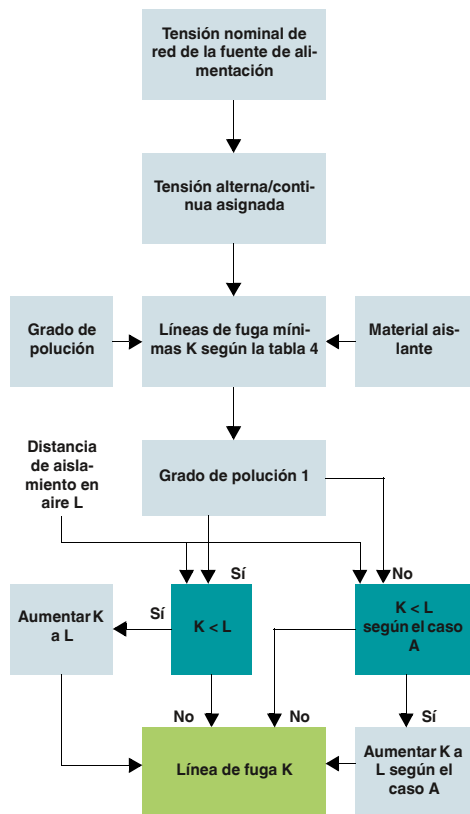 Tensión nominal de
red de la fuente de ali-
mentación
Tensión alterna/conti-
nua asignada
Grado de
polución
Líneas de fuga míni-
mas K según la tabla 4
Material ais-
lante
Distancia
de aisla-
miento en
aire L
Grado de polución 1
Sí
No
Aumentar K
a L
Sí
K < L
K < L
según el caso
A
No
No
Sí
Línea de fuga K
Aumentar K a
L según el
caso A